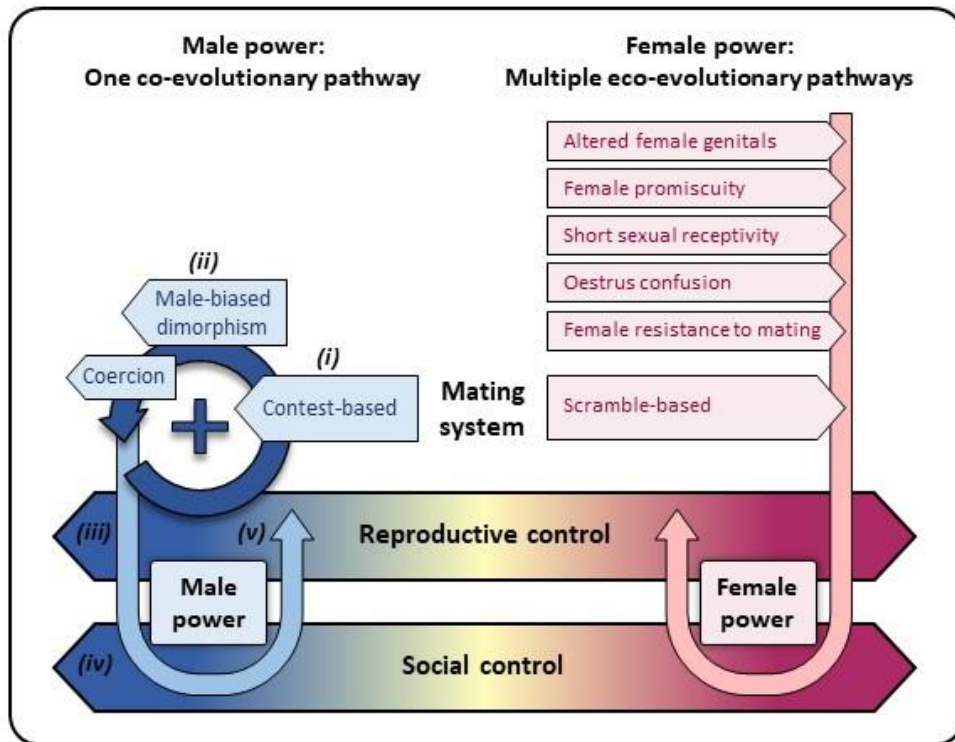 Male power:
One co-evolutionary pathway
Female power:
Multiple eco-evolutionary pathways
Altered female genitals
Female promiscuity
Short sexual receptivity
Oestrus confusion
Female resistance to mating
(ii)
Male-biased
dimorphism
(i)
Coercion
Contest-based
Mating
system
Scramble-based
(iii)
(v)
Reproductive control
Male
power
Female
power
(iv)
Social control